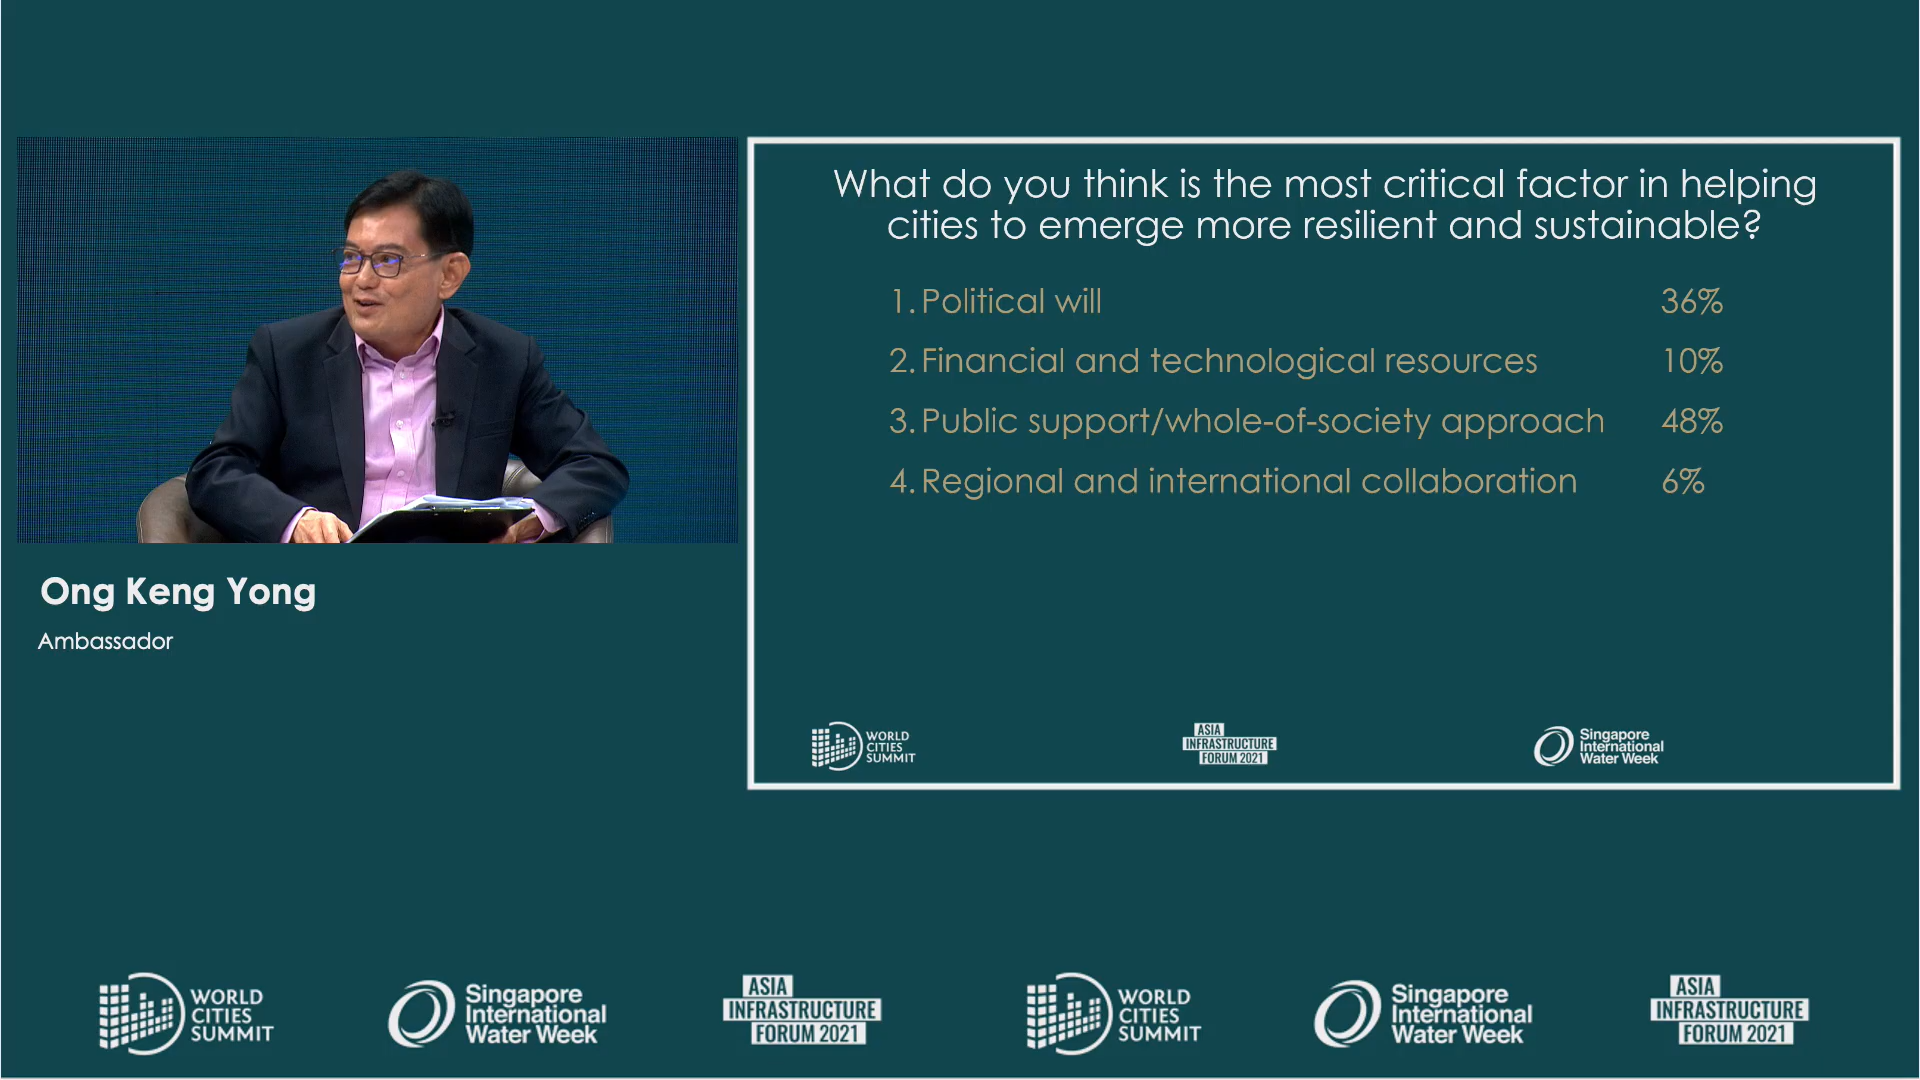 What do you think is the most critical factor in helping
cities to emerge more resilient and sustainable?
1. Political will 36%
2. Financial and technological resources 10%
3. Public support/whole-of-society approach 48%
4. Regional and international collaboration 6%
WORLD
CITIES
SUMMIT
ASIA
INFRASTRUCTURE
FORUM 2021
Singapore
International
Water Week
Ong Keng Yong
Ambassador
WORLD
CITIES
SUMMIT
Singapore
International
Water Week
ASIA
INFRASTRUCTURE
FORUM 2021
WORLD
CITIES
SUMMIT
Singapore
International
Water Week
ASIA
INFRASTRUCTURE
FORUM 2021